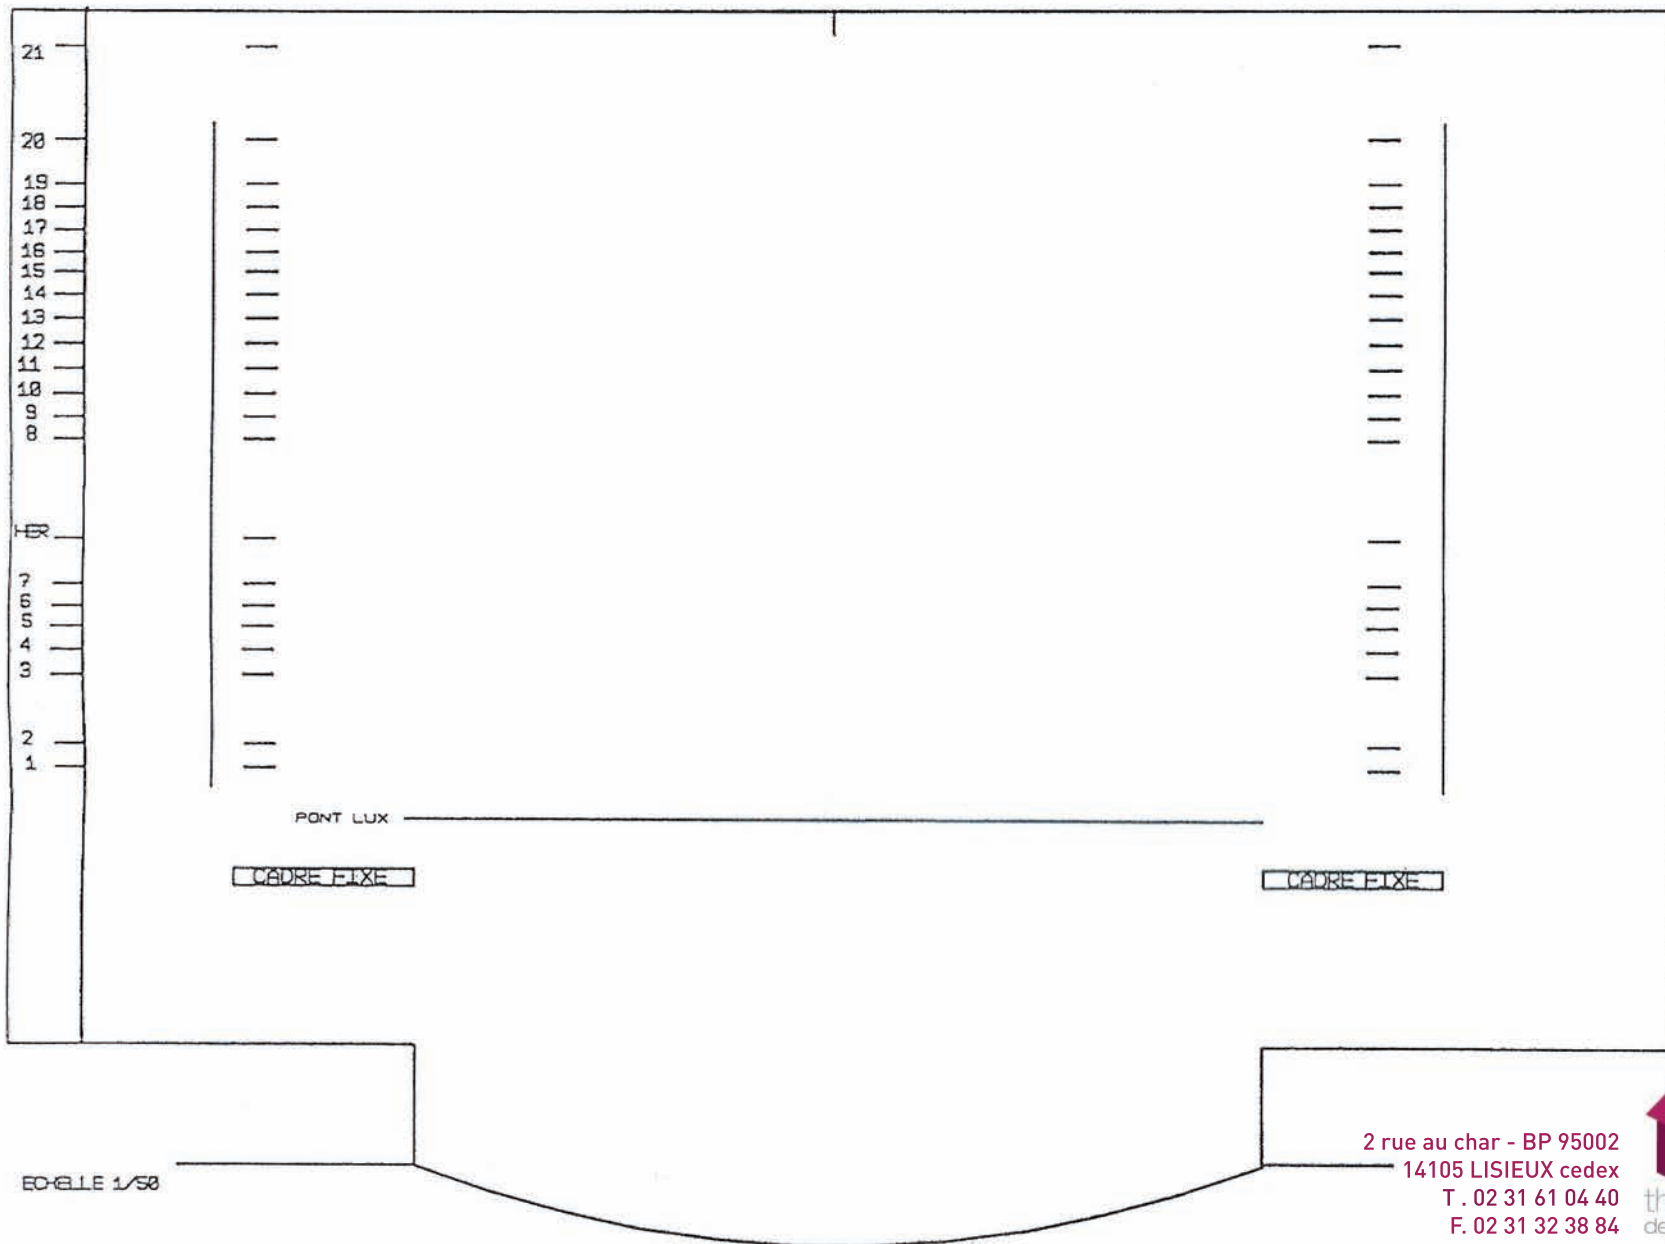 21
20
19
18
17
16
15
14
13
12
11
10
9
8
HER
7
6
5
4
3
2
1
PONT LUX
CADRE FIXE CADRE FIXE
ECHELLE 1/50
2 rue au char - BP 95002
14105 LISIEUX cedex
T . 02 31 61 04 40
F. 02 31 32 38 84